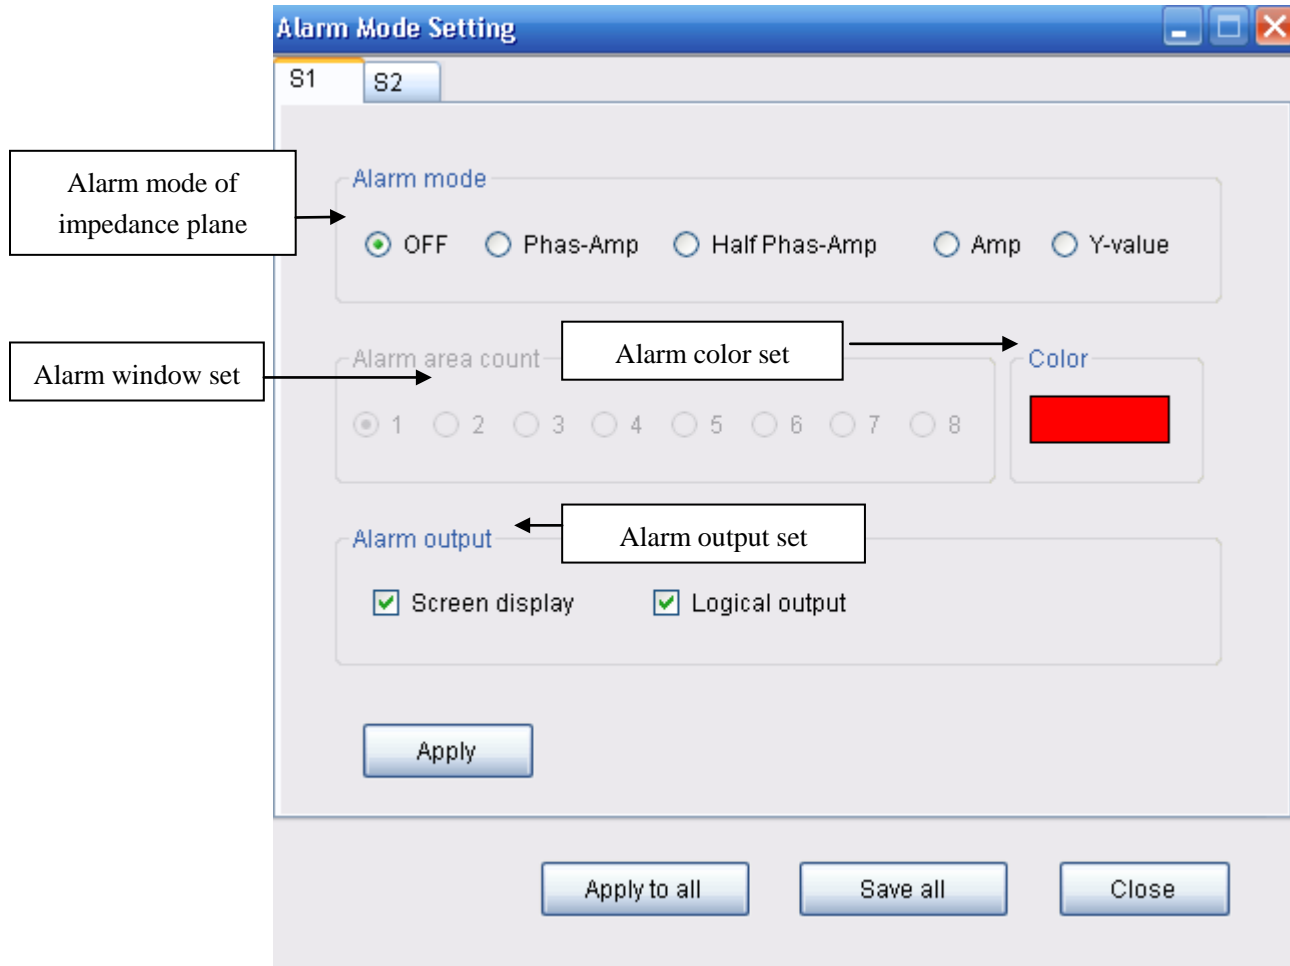 Alarm Mode Setting
S1 S2
Alarm mode of
impedance plane
Alarm mode
OFF Phas-Amp Half Phas-Amp Amp Y-value
Alarm window set
Alarm area count
Alarm color set
Color
1 2 3 4 5 6 7 8
Alarm output
Alarm output set
Screen display Logical output
Apply
Apply to all Save all Close